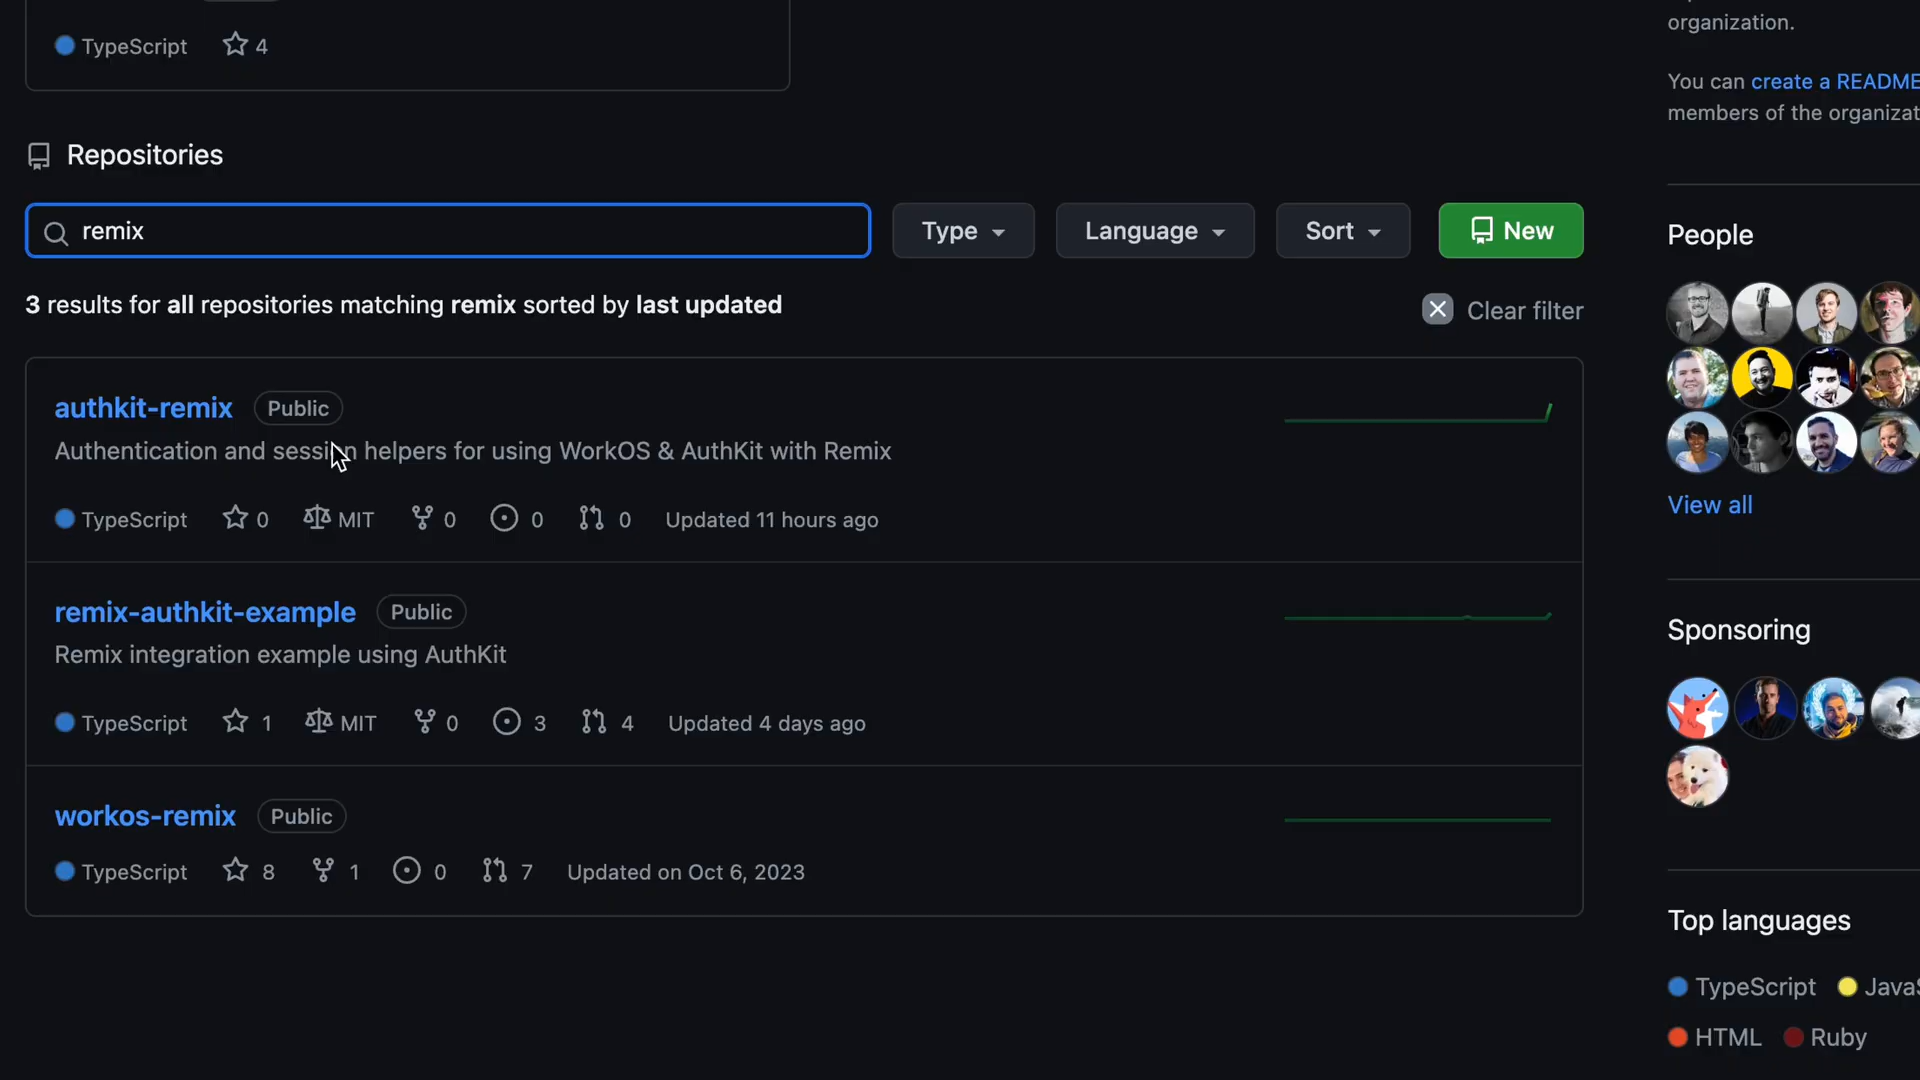 organization.
TypeScript 4
You can create a README
members of the organizat
Repositories
remix
Type
Language
Sort
New
People
3 results for all repositories matching remix sorted by last updated
Clear filter
authkit-remix Public
Authentication and session helpers for using WorkOS & AuthKit with Remix
View all
TypeScript 0 MIT 0 0 0 Updated 11 hours ago
remix-authkit-example Public
Sponsoring
Remix integration example using AuthKit
TypeScript 1 MIT 0 3 4 Updated 4 days ago
workos-remix Public
TypeScript 8 1 0 7 Updated on Oct 6, 2023
Top languages
TypeScript JavaS
HTML Ruby